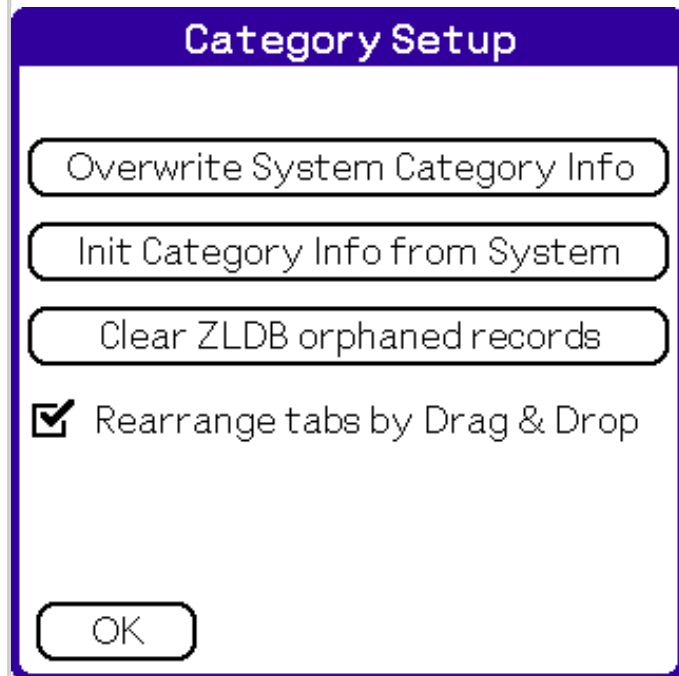 Category Setup
Overwrite System Category Info
Init Category Info from System
Clear ZLDB orphaned records
Rearrange tabs by Drag & Drop
OK